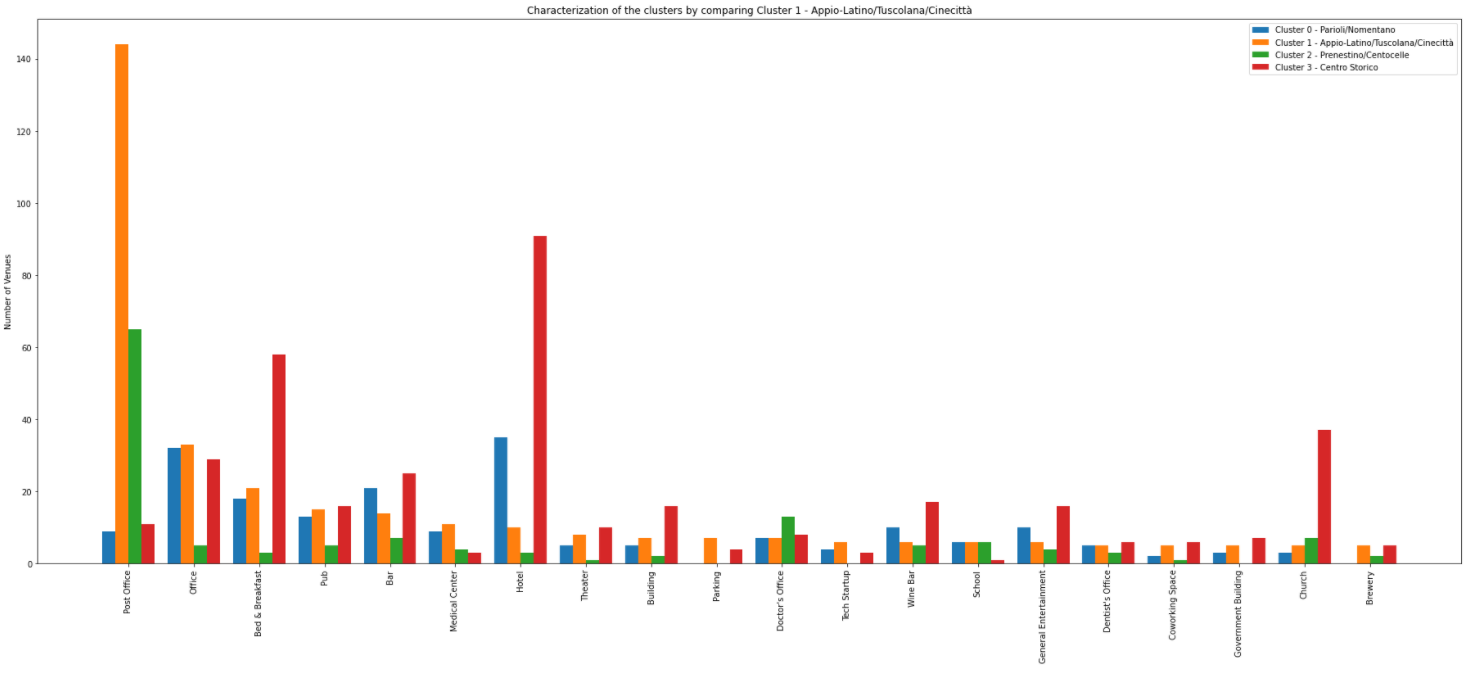 Characterization of the clusters by comparing Cluster 1 - Appio-Latino/Tuscolana/Cinecittà
Cluster 0 - Parioli/Nomentano
Cluster 1 - Appio-Latino/Tuscolana/Cinecittà
Cluster 2 - Prenestino/Centocelle
Cluster 3 - Centro Storico
Number of Venues
140
120
100
80
60
40
20
0
Post Office
Office
Bed & Breakfast
Pub
Bar
Medical Center
Hotel
Theater
Building
Parking
Doctor's Office
Tech Startup
Wine Bar
School
General Entertainment
Dentist's Office
Coworking Space
Government Building
Church
Brewery